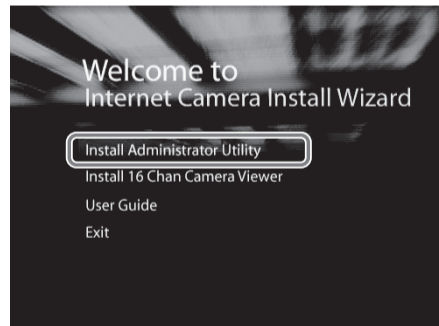 Welcome to
Internet Camera Install Wizard
Install Administrator Utility
Install 16 Chan Camera Viewer
User Guide
Exit